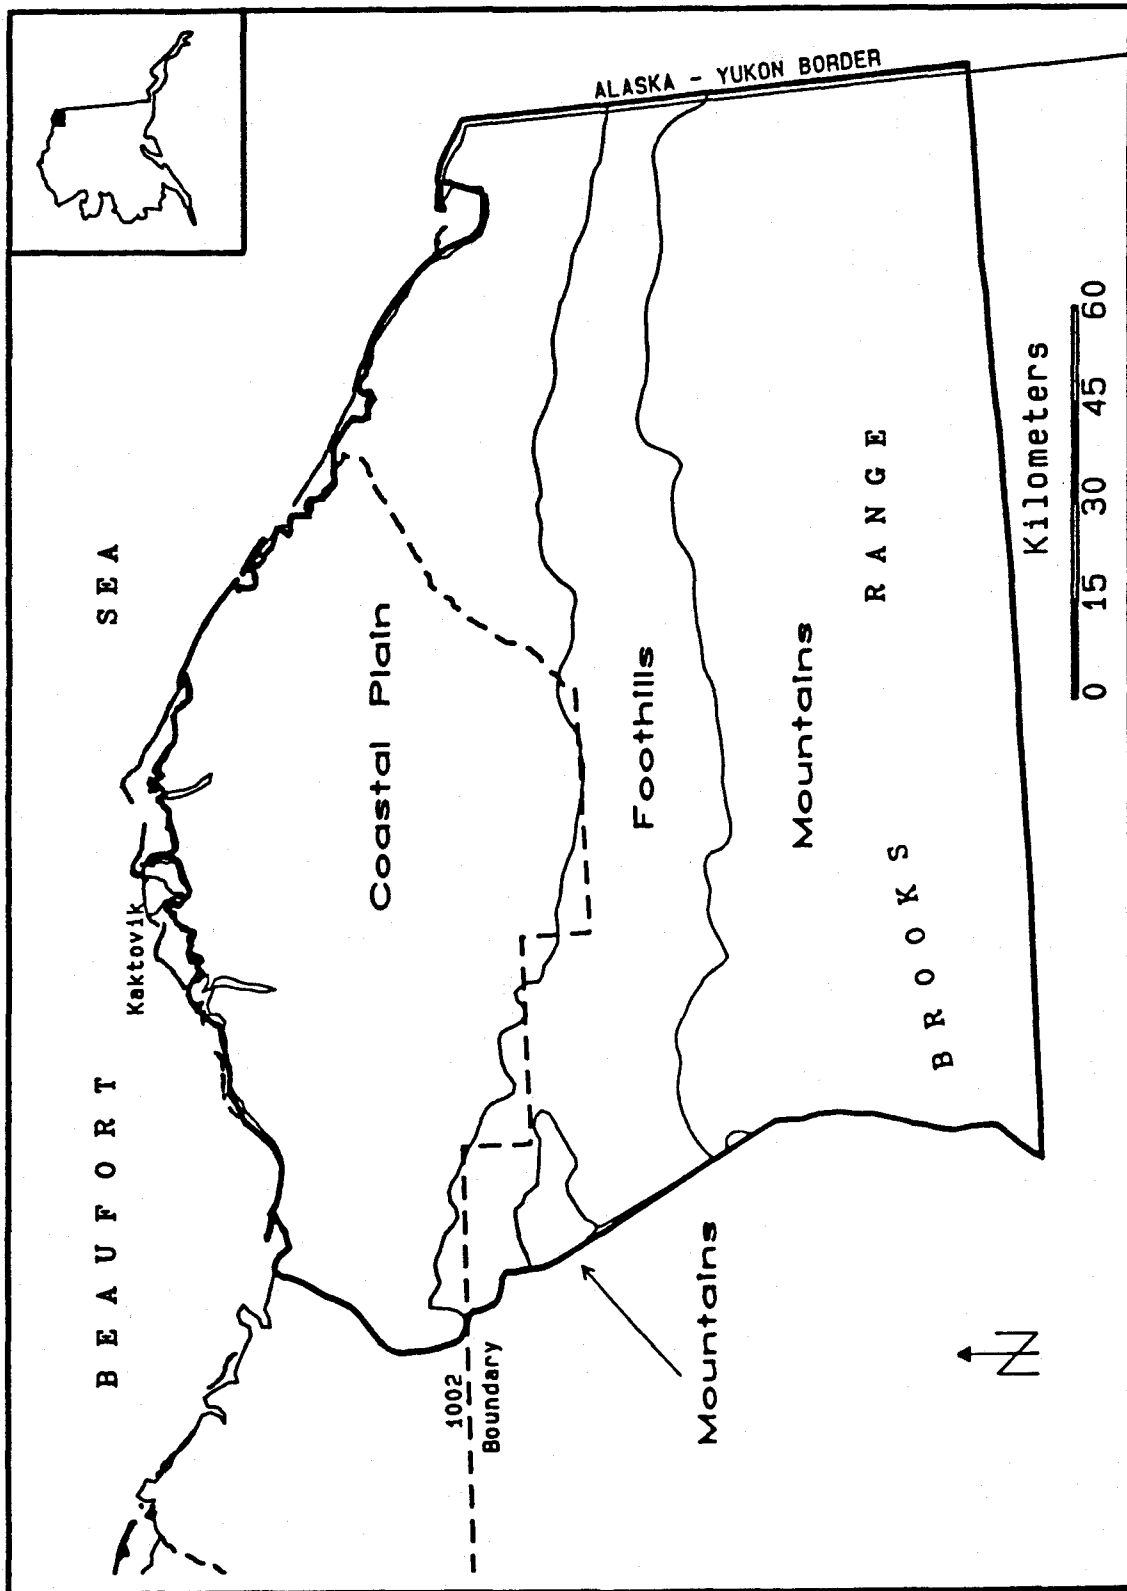 BEAUFORT SEA
Kaktovik
ALASKA - YUKON BORDER
Coastal Plain
1002
Boundary
Foothills
Mountains
Mountains
BROOKS RANGE
N
Kilometers
0 15 30 45 60